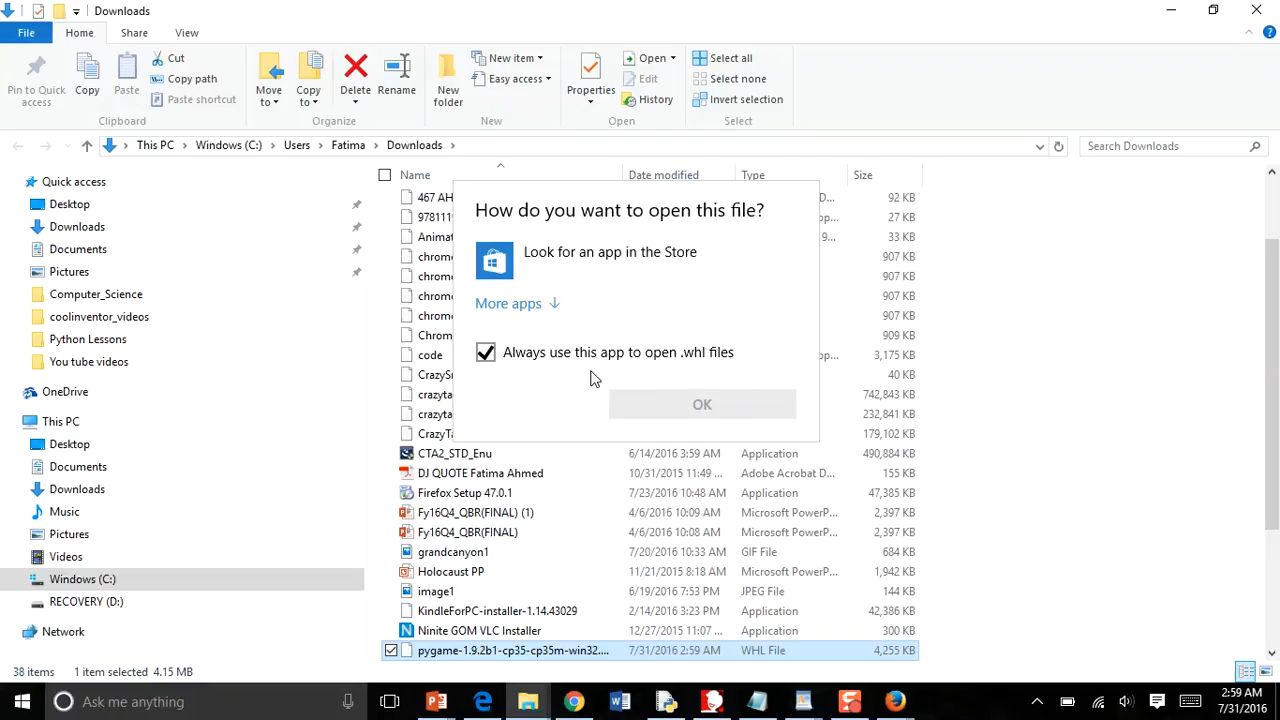 Downloads
File
Home
Share
View
Pin to Quick access
Copy
Paste
Cut
Copy path
Paste shortcut
Clipboard
Move to
Copy to
Delete
Rename
Organize
New folder
New item
Easy access
New
Properties
Open
Edit
History
Open
Select all
Select none
Invert selection
Select
This PC
Windows (C:)
Users
Fatima
Downloads
Search Downloads
Quick access
Desktop
Downloads
Documents
Pictures
Computer_Science
coolinventor_videos
Python Lessons
You tube videos
OneDrive
This PC
Desktop
Documents
Downloads
Music
Pictures
Videos
Windows (C:)
RECOVERY (D:)
Network
Name Date modified Type Size
467 AH D... 92 KB
978111 op... 27 KB
Animat 9... 33 KB
chrome 907 KB
chrome 907 KB
chrome 907 KB
chrome 907 KB
Chrom 909 KB
code op... 3,175 KB
CrazyS 40 KB
crazyta 742,843 KB
crazyta 232,841 KB
CrazyT 179,102 KB
How do you want to open this file?
Look for an app in the Store
More apps
Always use this app to open .whl files
OK
CTA2_STD_Enu 6/14/2016 3:59 AM Application 490,884 KB
DJ QUOTE Fatima Ahmed 10/31/2015 11:49 ... Adobe Acrobat D... 155 KB
Firefox Setup 47.0.1 7/23/2016 10:48 AM Application 47,385 KB
Fy16Q4_QBR(FINAL) (1) 4/6/2016 10:09 AM Microsoft PowerP... 2,397 KB
Fy16Q4_QBR(FINAL) 4/6/2016 10:08 AM Microsoft PowerP... 2,397 KB
grandcanyon1 7/20/2016 10:33 AM GIF File 684 KB
Holocaust PP 11/21/2015 8:18 AM Microsoft PowerP... 1,942 KB
image1 6/19/2016 7:53 PM JPEG File 144 KB
KindleForPC-installer-1.14.43029 2/14/2016 3:23 PM Application 42,386 KB
Ninite GOM VLC Installer 12/27/2015 11:07 ... Application 300 KB
pygame-1.9.2b1-cp35-cp35m-win32.... 7/31/2016 2:59 AM WHL File 4,255 KB
38 items 1 item selected 4.15 MB
Ask me anything
2:59 AM
7/31/2016